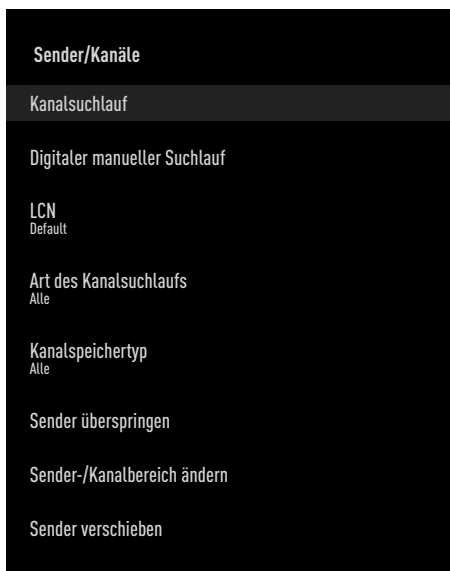 Sender/Kanäle
Kanalsuchlauf
Digitaler manueller Suchlauf
LCN
Default
Art des Kanalsuchlaufs
Alle
Kanalspeichertyp
Alle
Sender überspringen
Sender-/Kanalbereich ändern
Sender verschieben